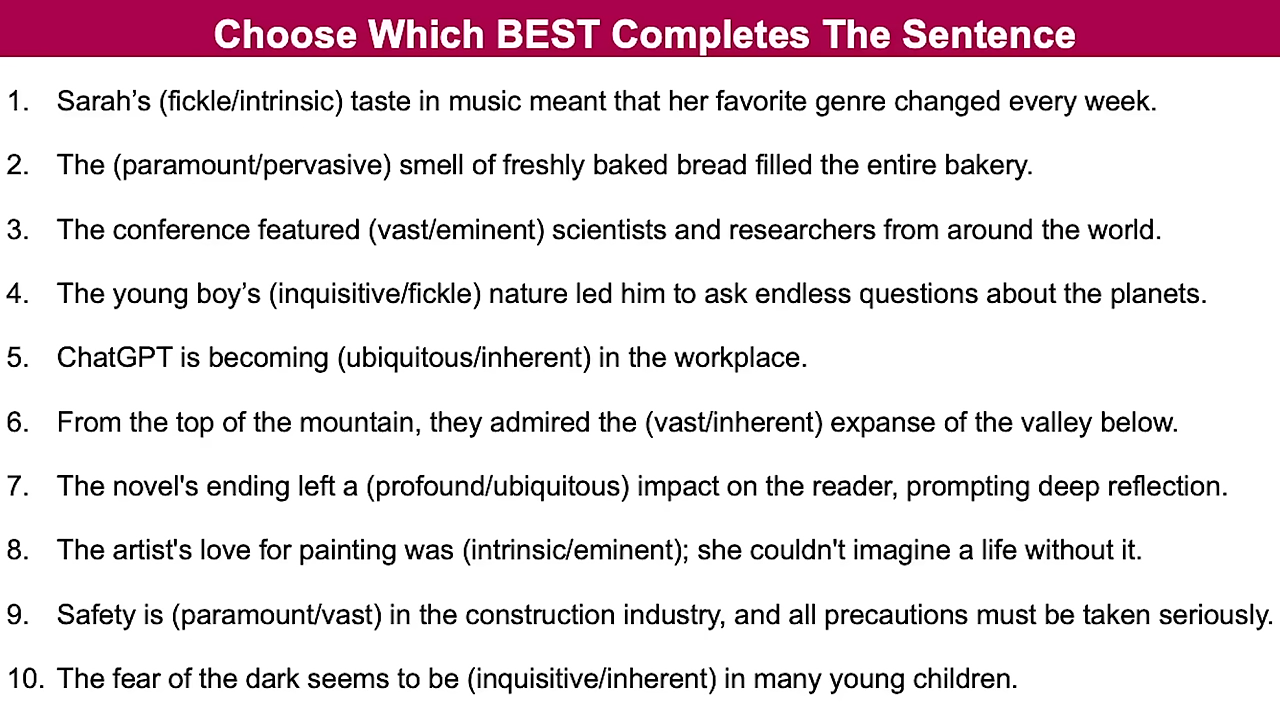 Choose Which BEST Completes The Sentence
1. Sarah’s (fickle/intrinsic) taste in music meant that her favorite genre changed every week.
2. The (paramount/pervasive) smell of freshly baked bread filled the entire bakery.
3. The conference featured (vast/eminent) scientists and researchers from around the world.
4. The young boy’s (inquisitive/fickle) nature led him to ask endless questions about the planets.
5. ChatGPT is becoming (ubiquitous/inherent) in the workplace.
6. From the top of the mountain, they admired the (vast/inherent) expanse of the valley below.
7. The novel's ending left a (profound/ubiquitous) impact on the reader, prompting deep reflection.
8. The artist's love for painting was (intrinsic/eminent); she couldn't imagine a life without it.
9. Safety is (paramount/vast) in the construction industry, and all precautions must be taken seriously.
10. The fear of the dark seems to be (inquisitive/inherent) in many young children.